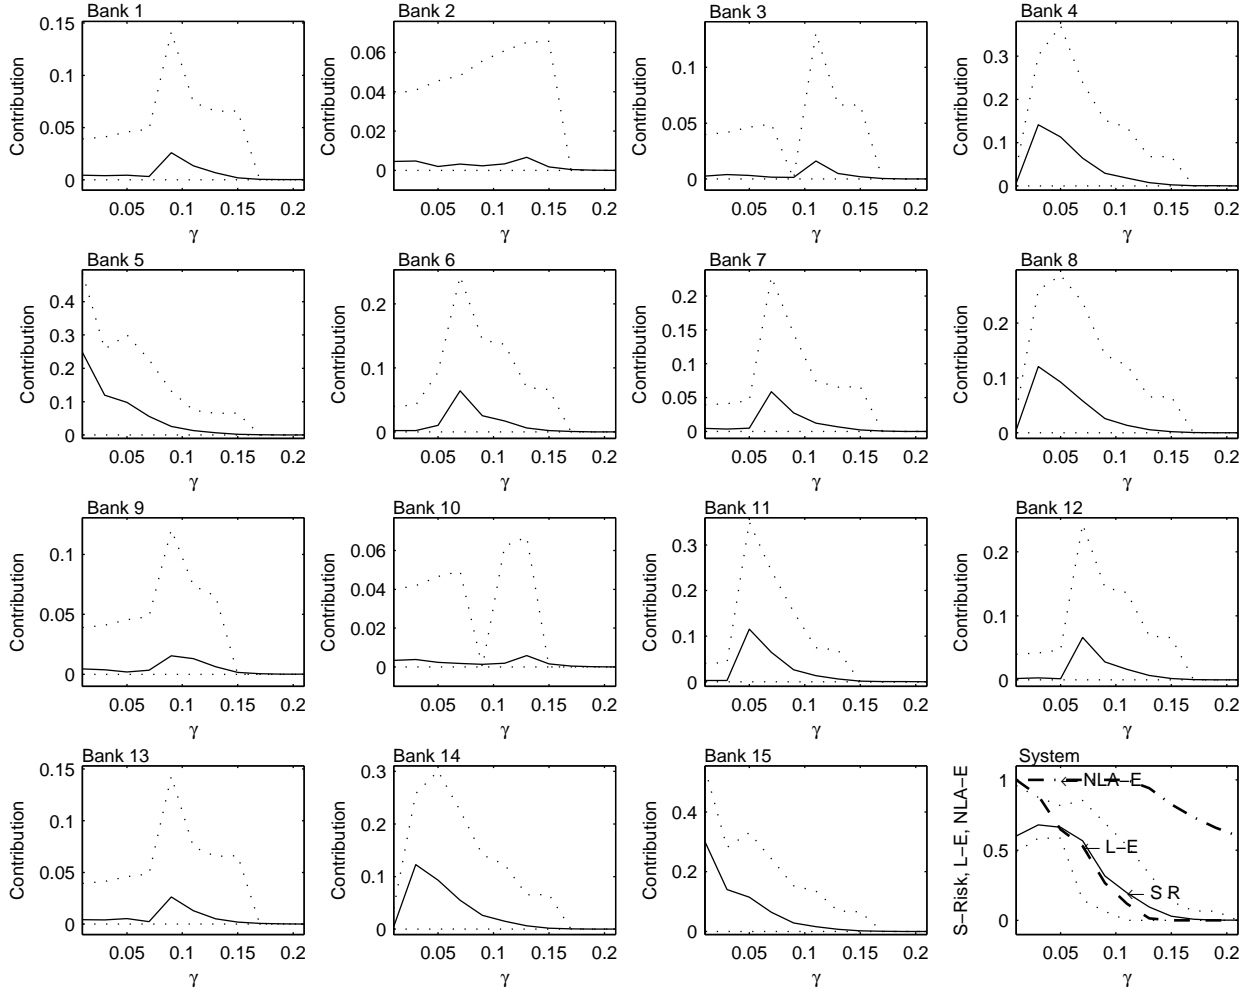 Bank 1
Contribution
0.15
0.1
0.05
0
0.05 0.1 0.15 0.2
γ
Bank 2
Contribution
0.06
0.04
0.02
0
0.05 0.1 0.15 0.2
γ
Bank 3
Contribution
0.1
0.05
0
0.05 0.1 0.15 0.2
γ
Bank 4
Contribution
0.3
0.2
0.1
0
0.05 0.1 0.15 0.2
γ
Bank 5
Contribution
0.4
0.3
0.2
0.1
0
0.05 0.1 0.15 0.2
γ
Bank 6
Contribution
0.2
0.1
0
0.05 0.1 0.15 0.2
γ
Bank 7
Contribution
0.2
0.15
0.1
0.05
0
0.05 0.1 0.15 0.2
γ
Bank 8
Contribution
0.2
0.1
0
0.05 0.1 0.15 0.2
γ
Bank 9
Contribution
0.1
0.05
0
0.05 0.1 0.15 0.2
γ
Bank 10
Contribution
0.06
0.04
0.02
0
0.05 0.1 0.15 0.2
γ
Bank 11
Contribution
0.3
0.2
0.1
0
0.05 0.1 0.15 0.2
γ
Bank 12
Contribution
0.2
0.1
0
0.05 0.1 0.15 0.2
γ
Bank 13
Contribution
0.15
0.1
0.05
0
0.05 0.1 0.15 0.2
γ
Bank 14
Contribution
0.3
0.2
0.1
0
0.05 0.1 0.15 0.2
γ
Bank 15
Contribution
0.4
0.2
0
0.05 0.1 0.15 0.2
γ
System
S−Risk, L−E, NLA−E
1
0.5
0
← NLA−E
← L−E
← S R
0.05 0.1 0.15 0.2
γ